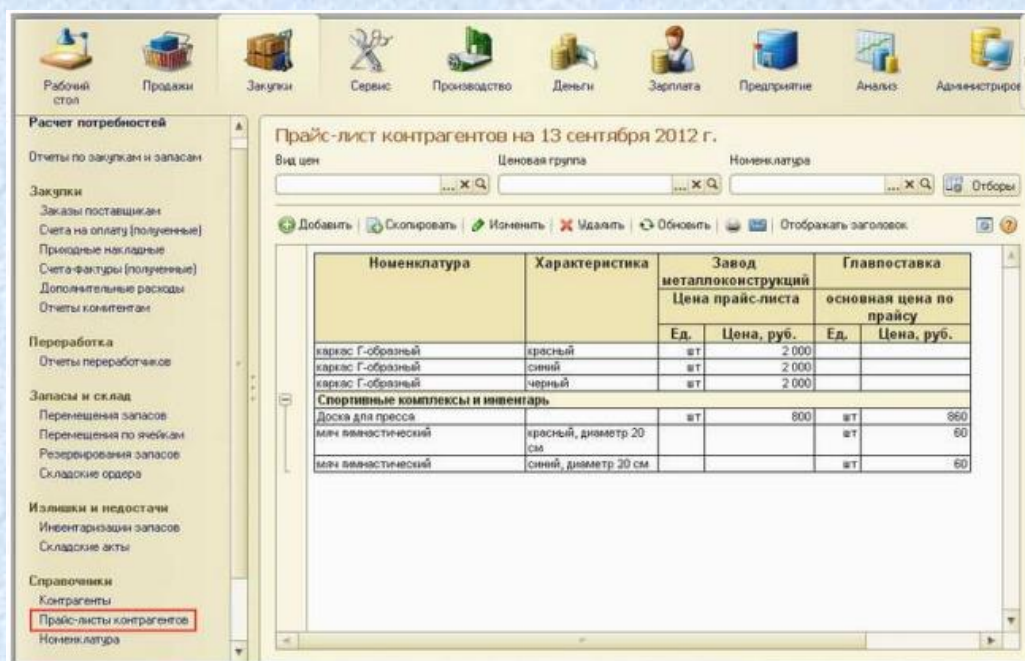 Рабочий стол Продажи Закупки Сервис Производство Деньги Зарплата Предприятие Анализ Администриров
Расчет потребностей
Отчеты по закупкам и запасам
Закупки
Заказы поставщикам
Счета на оплату (полученные)
Приходные накладные
Счета-фактуры (полученные)
Дополнительные расходы
Отчеты комитентам
Переработка
Отчеты переработчиков
Запасы и склад
Перемещения запасов
Перемещения по ячейкам
Резервирования запасов
Складские ордера
Излишки и недостачи
Инвентаризации запасов
Складские акты
Справочники
Контрагенты
Прайс-листы контрагентов
Номенклатура
Прайс-лист контрагентов на 13 сентября 2012 г.
Вид цен Ценовая группа Номенклатура
Отборы
Добавить Скопировать Изменить Удалить Обновить Отображать заголовок
Номенклатура Характеристика Завод металлоконструкций Главпоставка
Цена прайс-листа основная цена по прайсу
Ед. Цена, руб. Ед. Цена, руб.
каркас Г-образный красный шт 2 000
каркас Г-образный синий шт 2 000
каркас Г-образный черный шт 2 000
Спортивные комплексы и инвентарь
Доска для пресса шт 800 шт 860
мяч гимнастический красный, диаметр 20 см шт 60
мяч гимнастический синий, диаметр 20 см шт 60